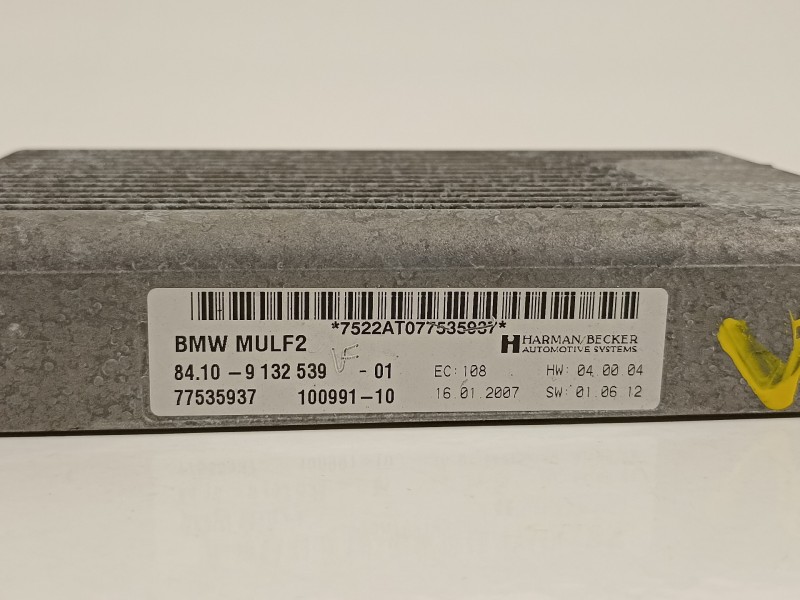 *7522AT077535937*
BMW MULF2
HARMAN/BECKER
AUTOMOTIVE SYSTEMS
84.10 - 9 132 539 VF - 01 EC: 108 HW: 04 00 04
77535937 100991-10 16.01.2007 SW: 01.06 12